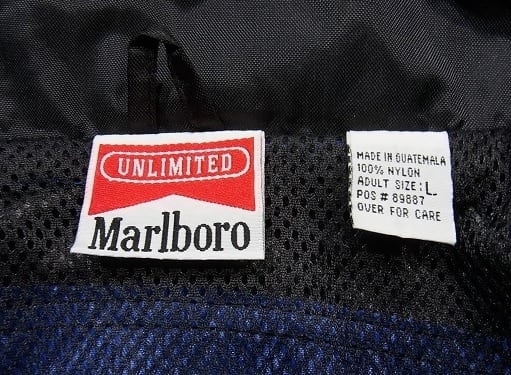 UNLIMITED
Marlboro
MADE IN GUATEMALA
100% NYLON
ADULT SIZE: L.
POS # 89887
OVER FOR CARE